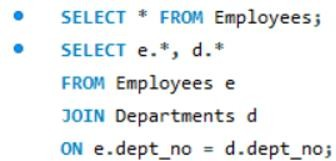 SELECT * FROM Employees;
SELECT e.*, d.*
FROM Employees e
JOIN Departments d
ON e.dept_no = d.dept_no;